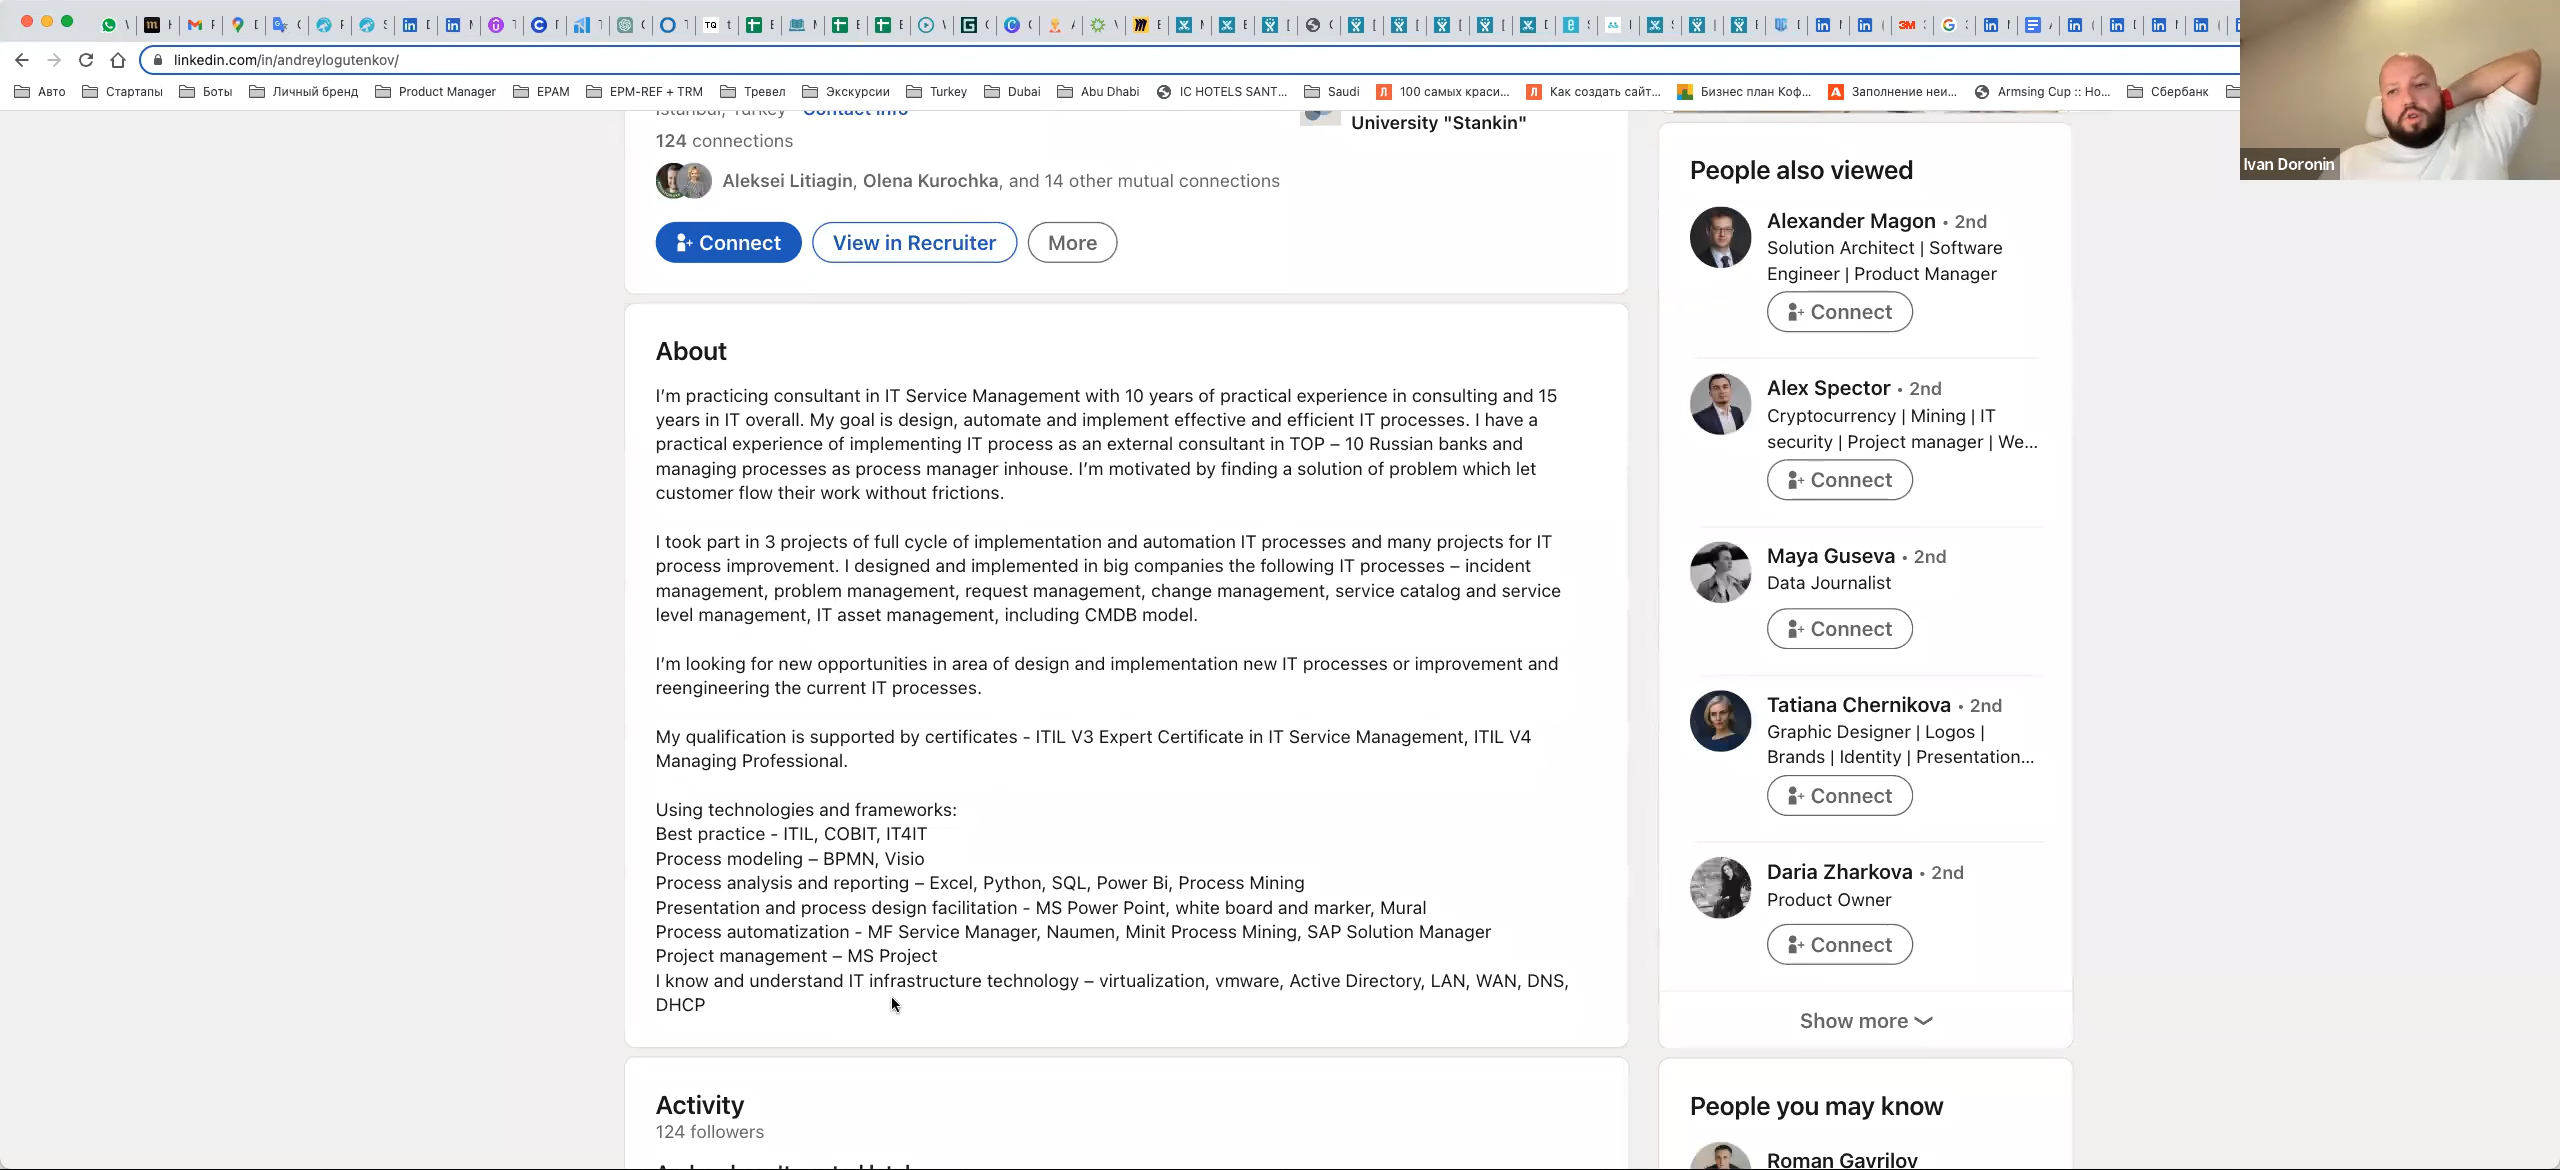 linkedin.com/in/andreylogutenkov/
Авто
Стартапы
Боты
Личный бренд
Product Manager
EPAM
EPM-REF + TRM
Тревел
Экскурсии
Turkey
Dubai
Abu Dhabi
IC HOTELS SANT...
Saudi
100 самых краси...
Как создать сайт...
Бизнес план Коф...
Заполнение неи...
Armsing Cup :: Ho...
Сбербанк
Ivan Doronin
Istanbul, Turkey Contact info
University "Stankin"
124 connections
Aleksei Litiagin, Olena Kurochka, and 14 other mutual connections
Connect
View in Recruiter
More
About
I’m practicing consultant in IT Service Management with 10 years of practical experience in consulting and 15
years in IT overall. My goal is design, automate and implement effective and efficient IT processes. I have a
practical experience of implementing IT process as an external consultant in TOP – 10 Russian banks and
managing processes as process manager inhouse. I’m motivated by finding a solution of problem which let
customer flow their work without frictions.
I took part in 3 projects of full cycle of implementation and automation IT processes and many projects for IT
process improvement. I designed and implemented in big companies the following IT processes – incident
management, problem management, request management, change management, service catalog and service
level management, IT asset management, including CMDB model.
I’m looking for new opportunities in area of design and implementation new IT processes or improvement and
reengineering the current IT processes.
My qualification is supported by certificates - ITIL V3 Expert Certificate in IT Service Management, ITIL V4
Managing Professional.
Using technologies and frameworks:
Best practice - ITIL, COBIT, IT4IT
Process modeling – BPMN, Visio
Process analysis and reporting – Excel, Python, SQL, Power Bi, Process Mining
Presentation and process design facilitation - MS Power Point, white board and marker, Mural
Process automatization - MF Service Manager, Naumen, Minit Process Mining, SAP Solution Manager
Project management – MS Project
I know and understand IT infrastructure technology – virtualization, vmware, Active Directory, LAN, WAN, DNS,
DHCP
Activity
124 followers
People also viewed
Alexander Magon • 2nd
Solution Architect | Software
Engineer | Product Manager
Connect
Alex Spector • 2nd
Cryptocurrency | Mining | IT
security | Project manager | We...
Connect
Maya Guseva • 2nd
Data Journalist
Connect
Tatiana Chernikova • 2nd
Graphic Designer | Logos |
Brands | Identity | Presentation...
Connect
Daria Zharkova • 2nd
Product Owner
Connect
Show more
People you may know
Roman Gavrilov